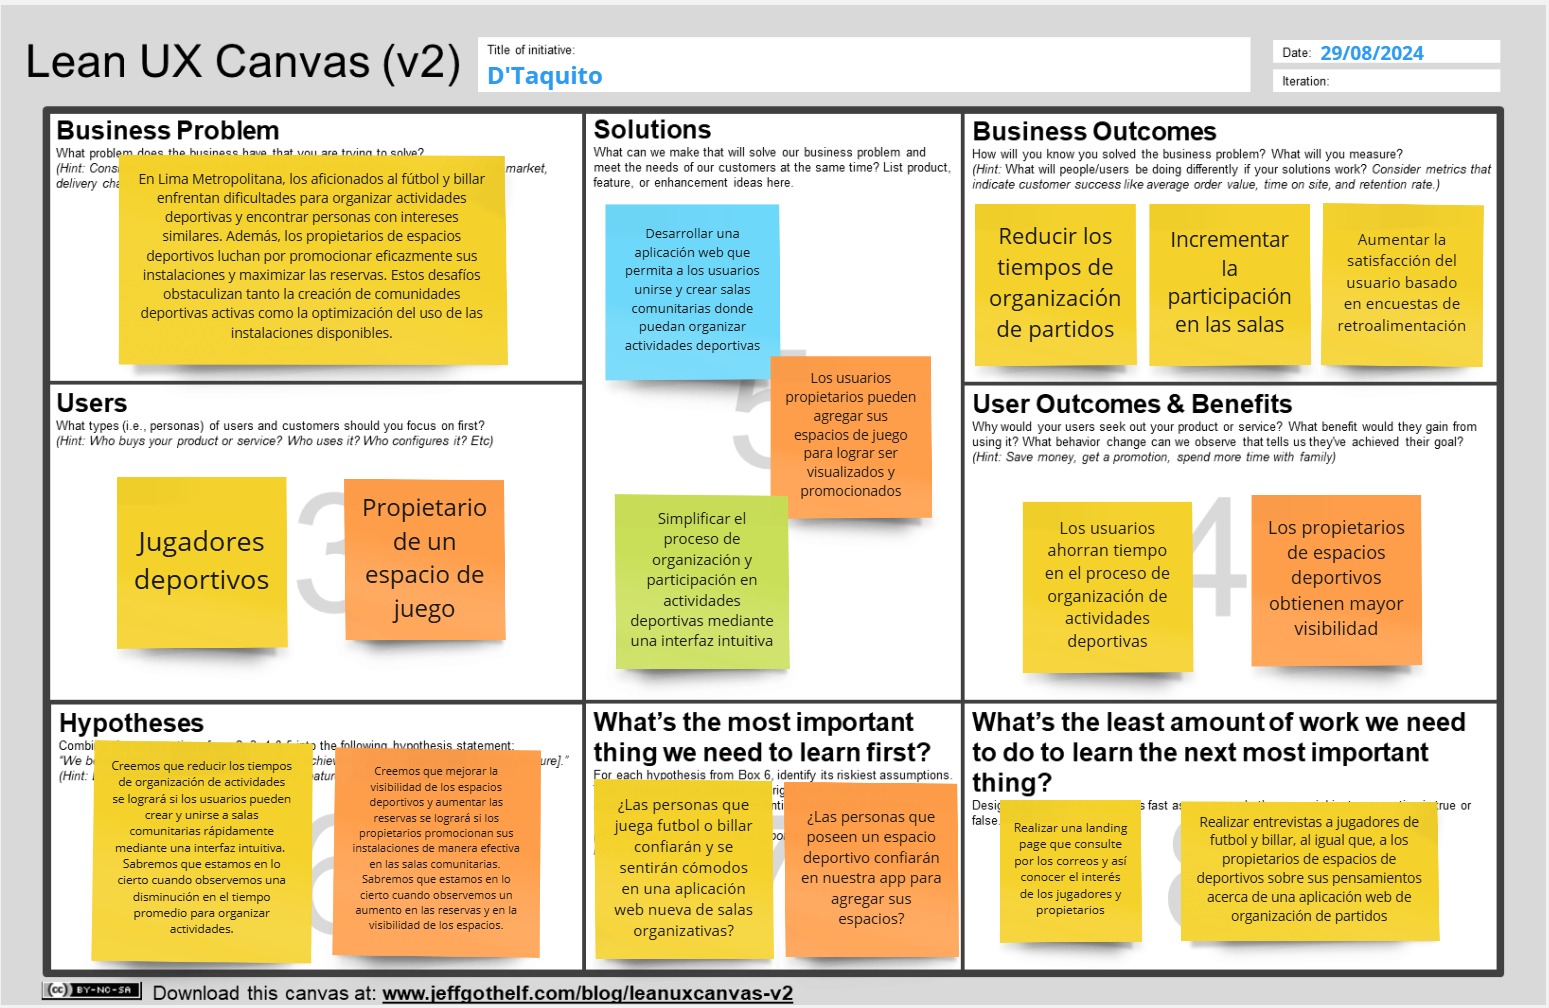 Lean UX Canvas (v2)
Title of initiative:
D'Taquito
Date: 29/08/2024
Iteration:
Business Problem
What problem does the business have that you are trying to solve?
(Hint: market,
delivery
En Lima Metropolitana, los aficionados al fútbol y billar
enfrentan dificultades para organizar actividades
deportivas y encontrar personas con intereses
similares. Además, los propietarios de espacios
deportivos luchan por promocionar eficazmente sus
instalaciones y maximizar las reservas. Estos desafíos
obstaculizan tanto la creación de comunidades
deportivas activas como la optimización del uso de las
instalaciones disponibles.
Solutions
What can we make that will solve our business problem and
meet the needs of our customers at the same time? List product,
feature, or enhancement ideas here.
5
Desarrollar una
aplicación web que
permita a los usuarios
unirse y crear salas
comunitarias donde
puedan organizar
actividades deportivas
Los usuarios
propietarios pueden
agregar sus
espacios de juego
para lograr ser
visualizados y
promocionados
Simplificar el
proceso de
organización y
participación en
actividades
deportivas mediante
una interfaz intuitiva
Business Outcomes
How will you know you solved the business problem? What will you measure?
(Hint: What will people/users be doing differently if your solutions work? Consider metrics that
indicate customer success like average order value, time on site, and retention rate.)
Reducir los
tiempos de
organización
de partidos
Incrementar
la
participación
en las salas
Aumentar la
satisfacción del
usuario basado
en encuestas de
retroalimentación
Users
What types (i.e., personas) of users and customers should you focus on first?
(Hint: Who buys your product or service? Who uses it? Who configures it? Etc)
3
Jugadores
deportivos
Propietario
de un
espacio de
juego
User Outcomes & Benefits
Why would your users seek out your product or service? What benefit would they gain from
using it? What behavior change can we observe that tells us they've achieved their goal?
(Hint: Save money, get a promotion, spend more time with family)
4
Los usuarios
ahorran tiempo
en el proceso de
organización de
actividades
deportivas
Los propietarios
de espacios
deportivos
obtienen mayor
visibilidad
Hypotheses
the following hypothesis statement:
"We
(Hint:
6
Creemos que reducir los tiempos
de organización de actividades
se logrará si los usuarios pueden
crear y unirse a salas
comunitarias rápidamente
mediante una interfaz intuitiva.
Sabremos que estamos en lo
cierto cuando observemos una
disminución en el tiempo
promedio para organizar
actividades.
Creemos que mejorar la
visibilidad de los espacios
deportivos y aumentar las
reservas se logrará si los
propietarios promocionan sus
instalaciones de manera efectiva
en las salas comunitarias.
Sabremos que estamos en lo
cierto cuando observemos un
aumento en las reservas y en la
visibilidad de los espacios.
What's the most important
thing we need to learn first?
For each hypothesis from Box 6, identify its riskiest assumptions.
¿Las personas que
juega futbol o billar
confiarán y se
sentirán cómodos
en una aplicación
web nueva de salas
organizativas?
¿Las personas que
poseen un espacio
deportivo confiarán
en nuestra app para
agregar sus
espacios?
What's the least amount of work we need
to do to learn the next most important
thing?
fast true or
false.
8
Realizar una landing
page que consulte
por los correos y así
conocer el interés
de los jugadores y
propietarios
Realizar entrevistas a jugadores de
futbol y billar, al igual que, a los
propietarios de espacios de
deportivos sobre sus pensamientos
acerca de una aplicación web de
organización de partidos
(cc) BY-NC-SA
Download this canvas at: www.jeffgothelf.com/blog/leanuxcanvas-v2